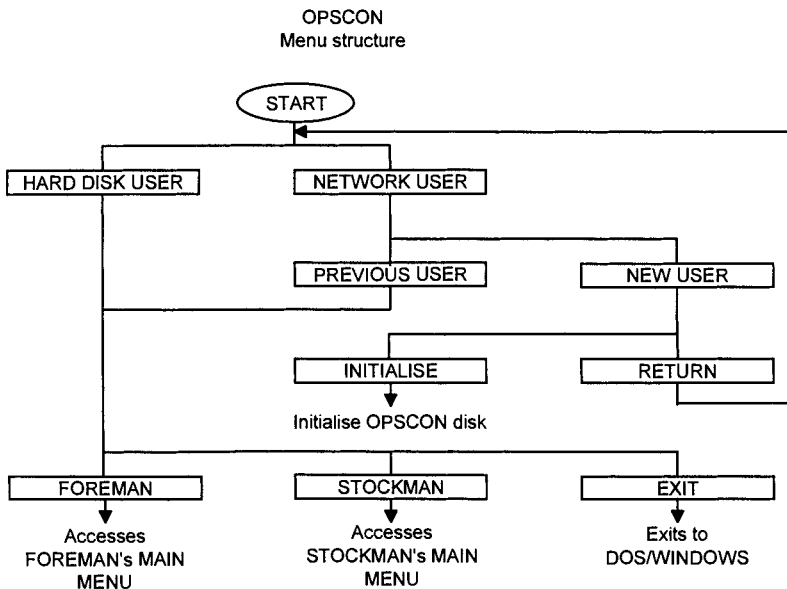 OPSCON
Menu structure
START
HARD DISK USER
NETWORK USER
PREVIOUS USER
NEW USER
INITIALISE
RETURN
Initialise OPSCON disk
FOREMAN
STOCKMAN
EXIT
Accesses
FOREMAN's MAIN
MENU
Accesses
STOCKMAN's MAIN
MENU
Exits to
DOS/WINDOWS